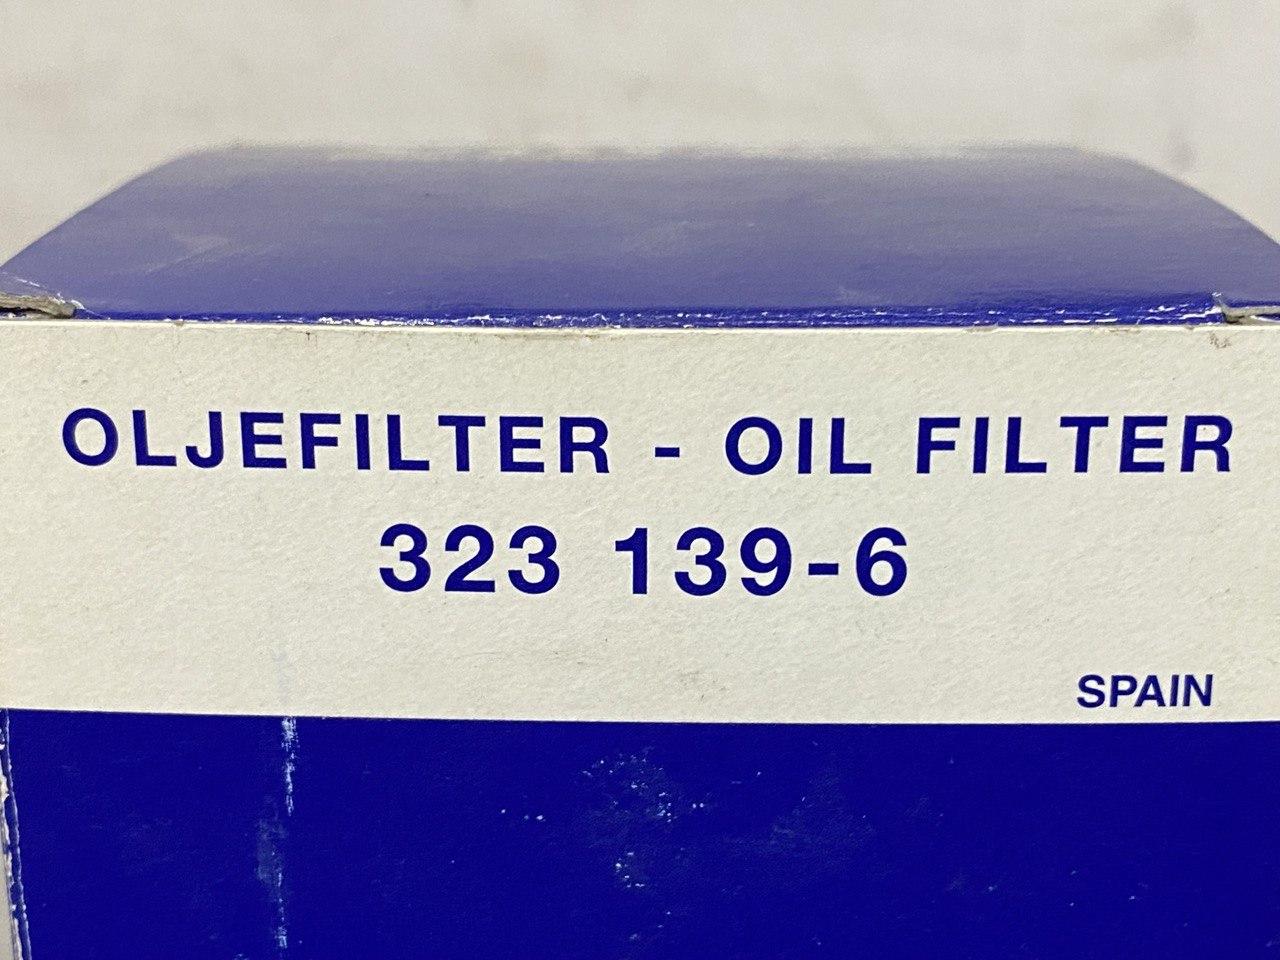 OLJEFILTER - OIL FILTER
323 139-6
SPAIN